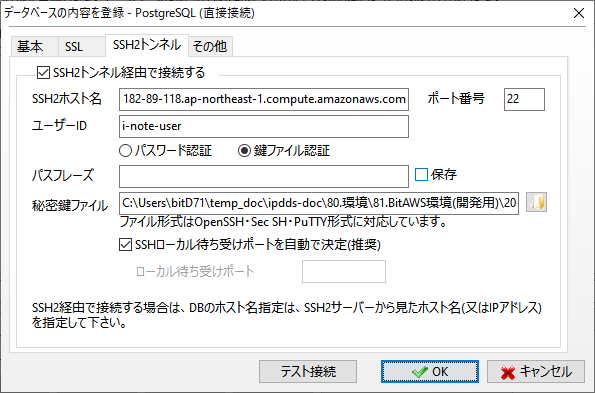 データベースの内容を登録 - PostgreSQL (直接接続)
基本 SSL SSH2トンネル その他
SSH2トンネル経由で接続する
SSH2ホスト名 182-89-118.ap-northeast-1.compute.amazonaws.com ポート番号 22
ユーザーID i-note-user
パスワード認証 鍵ファイル認証
パスフレーズ 保存
秘密鍵ファイル C:\Users\bitD71\temp_doc\ipdds-doc\80.環境\81.BitAWS環境(開発用)\20
ファイル形式はOpenSSH・Sec SH・PuTTY形式に対応しています。
SSHローカル待ち受けポートを自動で決定(推奨)
ローカル待ち受けポート
SSH2経由で接続する場合は、DBのホスト名指定は、SSH2サーバーから見たホスト名(又はIPアドレス)
を指定して下さい。
テスト接続 OK キャンセル